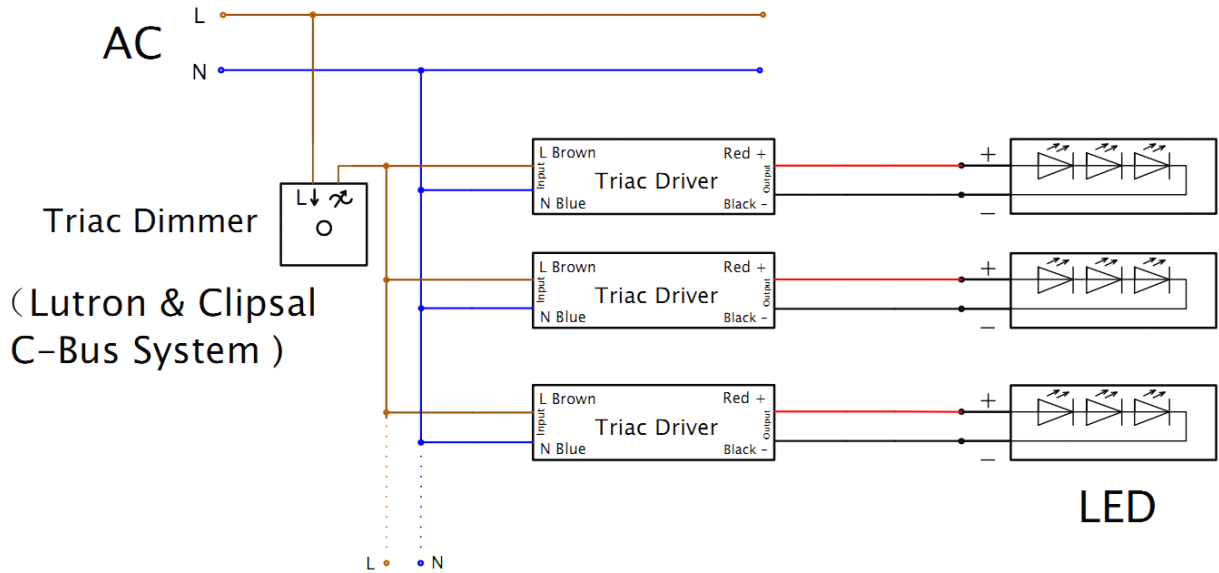 L
AC
N
L Brown
Red +
Input
Triac Driver
Output
N Blue
Black -
+
−
L
Triac Dimmer
（Lutron & Clipsal
C-Bus System )
L Brown
Red +
Input
Triac Driver
Output
N Blue
Black -
+
−
L Brown
Red +
Input
Triac Driver
Output
N Blue
Black -
+
−
LED
L
N